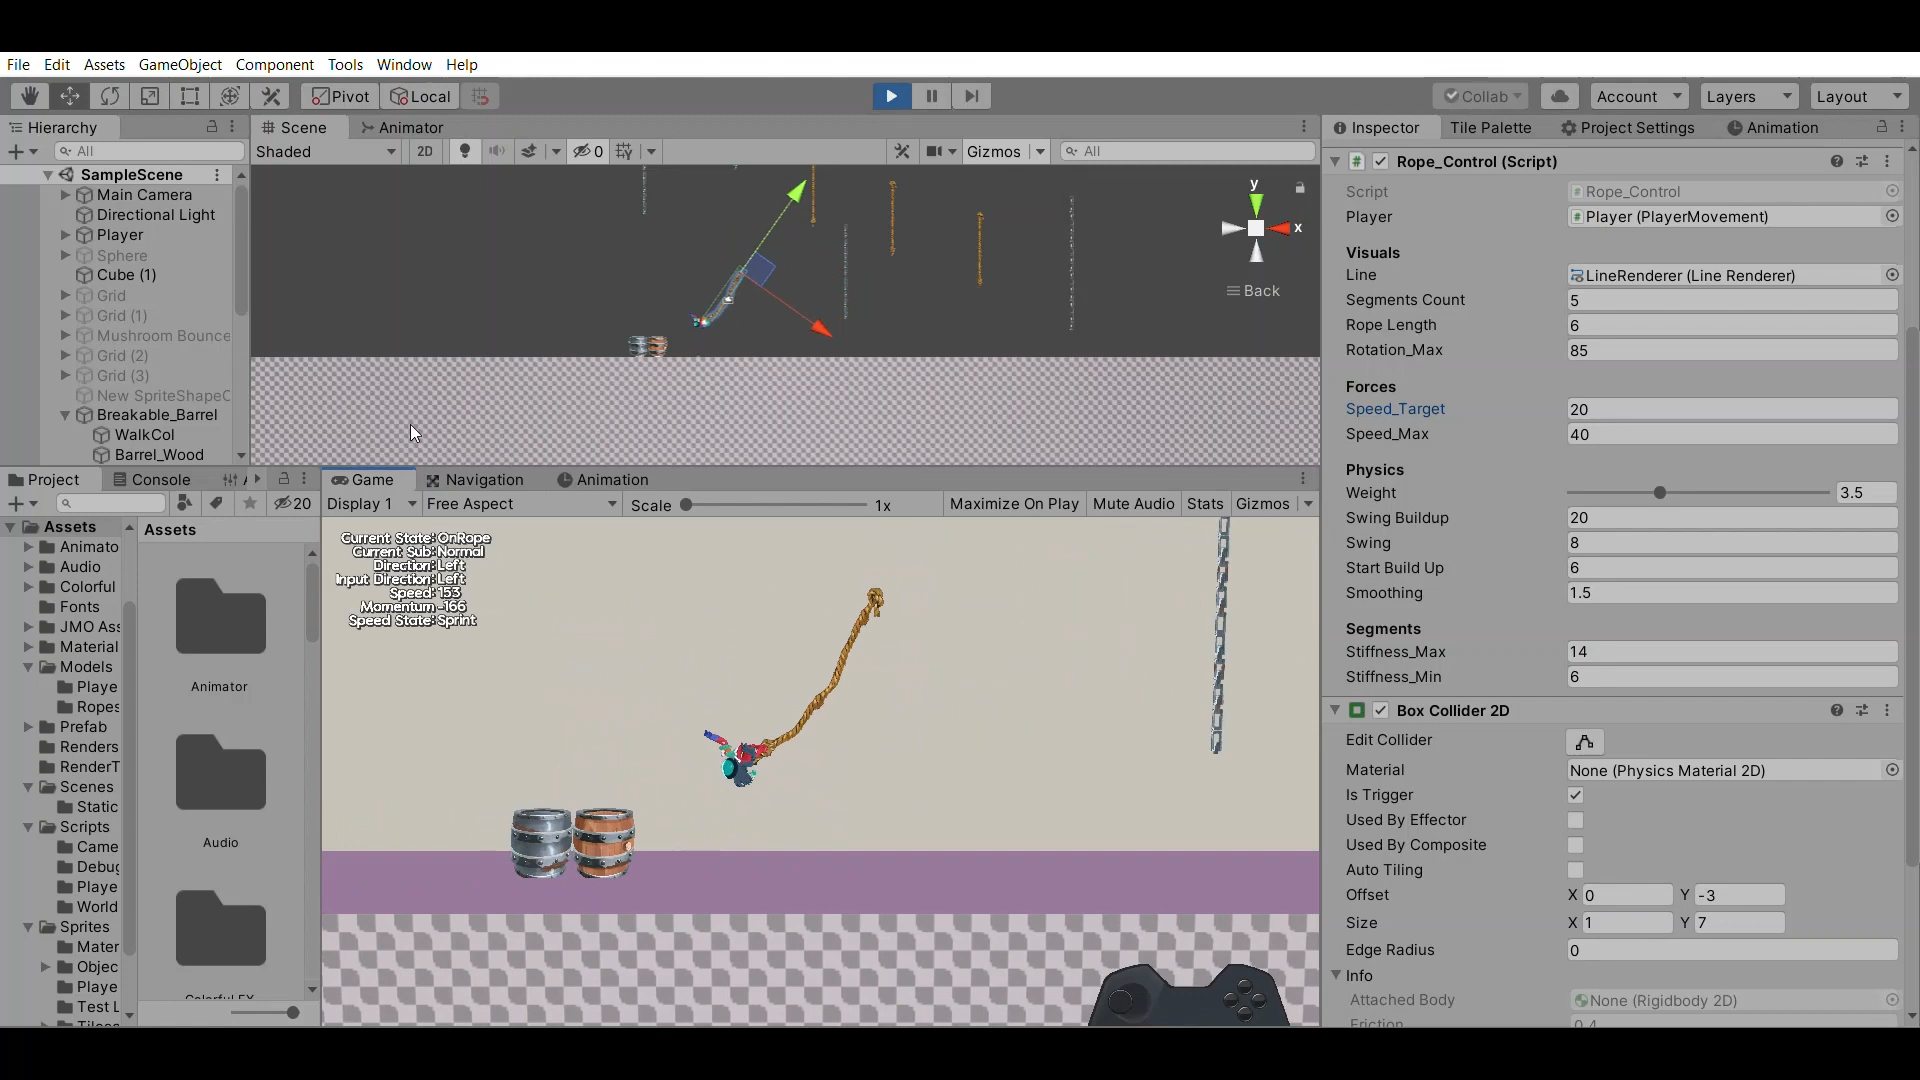 File Edit Assets GameObject Component Tools Window Help
Pivot Local Collab Account Layers Layout
Hierarchy
All
SampleScene
Main Camera
Directional Light
Player
Sphere
Cube (1)
Grid
Grid (1)
Mushroom Bounce
Grid (2)
Grid (3)
New SpriteShapeC
Breakable_Barrel
WalkCol
Barrel_Wood
Scene Animator
Shaded 2D 0 Gizmos All
y
x
Back
Project Console
20
Assets
Animato
Audio
Colorful
Fonts
JMO Ass
Material
Models
Playe
Ropes
Prefab
Renders
RenderT
Scenes
Static
Scripts
Came
Debug
Playe
World
Sprites
Mater
Objec
Playe
Test L
Assets
Animator
Audio
Game Navigation Animation
Display 1 Free Aspect Scale 1x Maximize On Play Mute Audio Stats Gizmos
Current State: OnRope
Current Sub: Normal
Direction: Left
Input Direction: Left
Speed: 153
Momentum -166
Speed State: Sprint
Inspector Tile Palette Project Settings Animation
Rope_Control (Script)
Script Rope_Control
Player Player (PlayerMovement)
Visuals
Line LineRenderer (Line Renderer)
Segments Count 5
Rope Length 6
Rotation_Max 85
Forces
Speed_Target 20
Speed_Max 40
Physics
Weight 3.5
Swing Buildup 20
Swing 8
Start Build Up 6
Smoothing 1.5
Segments
Stiffness_Max 14
Stiffness_Min 6
Box Collider 2D
Edit Collider
Material None (Physics Material 2D)
Is Trigger
Used By Effector
Used By Composite
Auto Tiling
Offset X 0 Y -3
Size X 1 Y 7
Edge Radius 0
Info
Attached Body None (Rigidbody 2D)
Friction 0.4